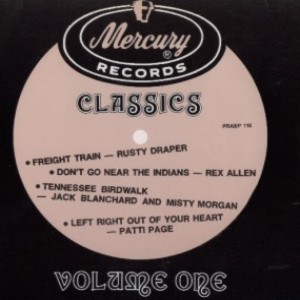 Mercury
®
RECORDS
CLASSICS
PRAEP 110
• FREIGHT TRAIN — RUSTY DRAPER
• DON'T GO NEAR THE INDIANS — REX ALLEN
• TENNESSEE BIRDWALK
— JACK BLANCHARD AND MISTY MORGAN
• LEFT RIGHT OUT OF YOUR HEART
— PATTI PAGE
VOLUME ONE